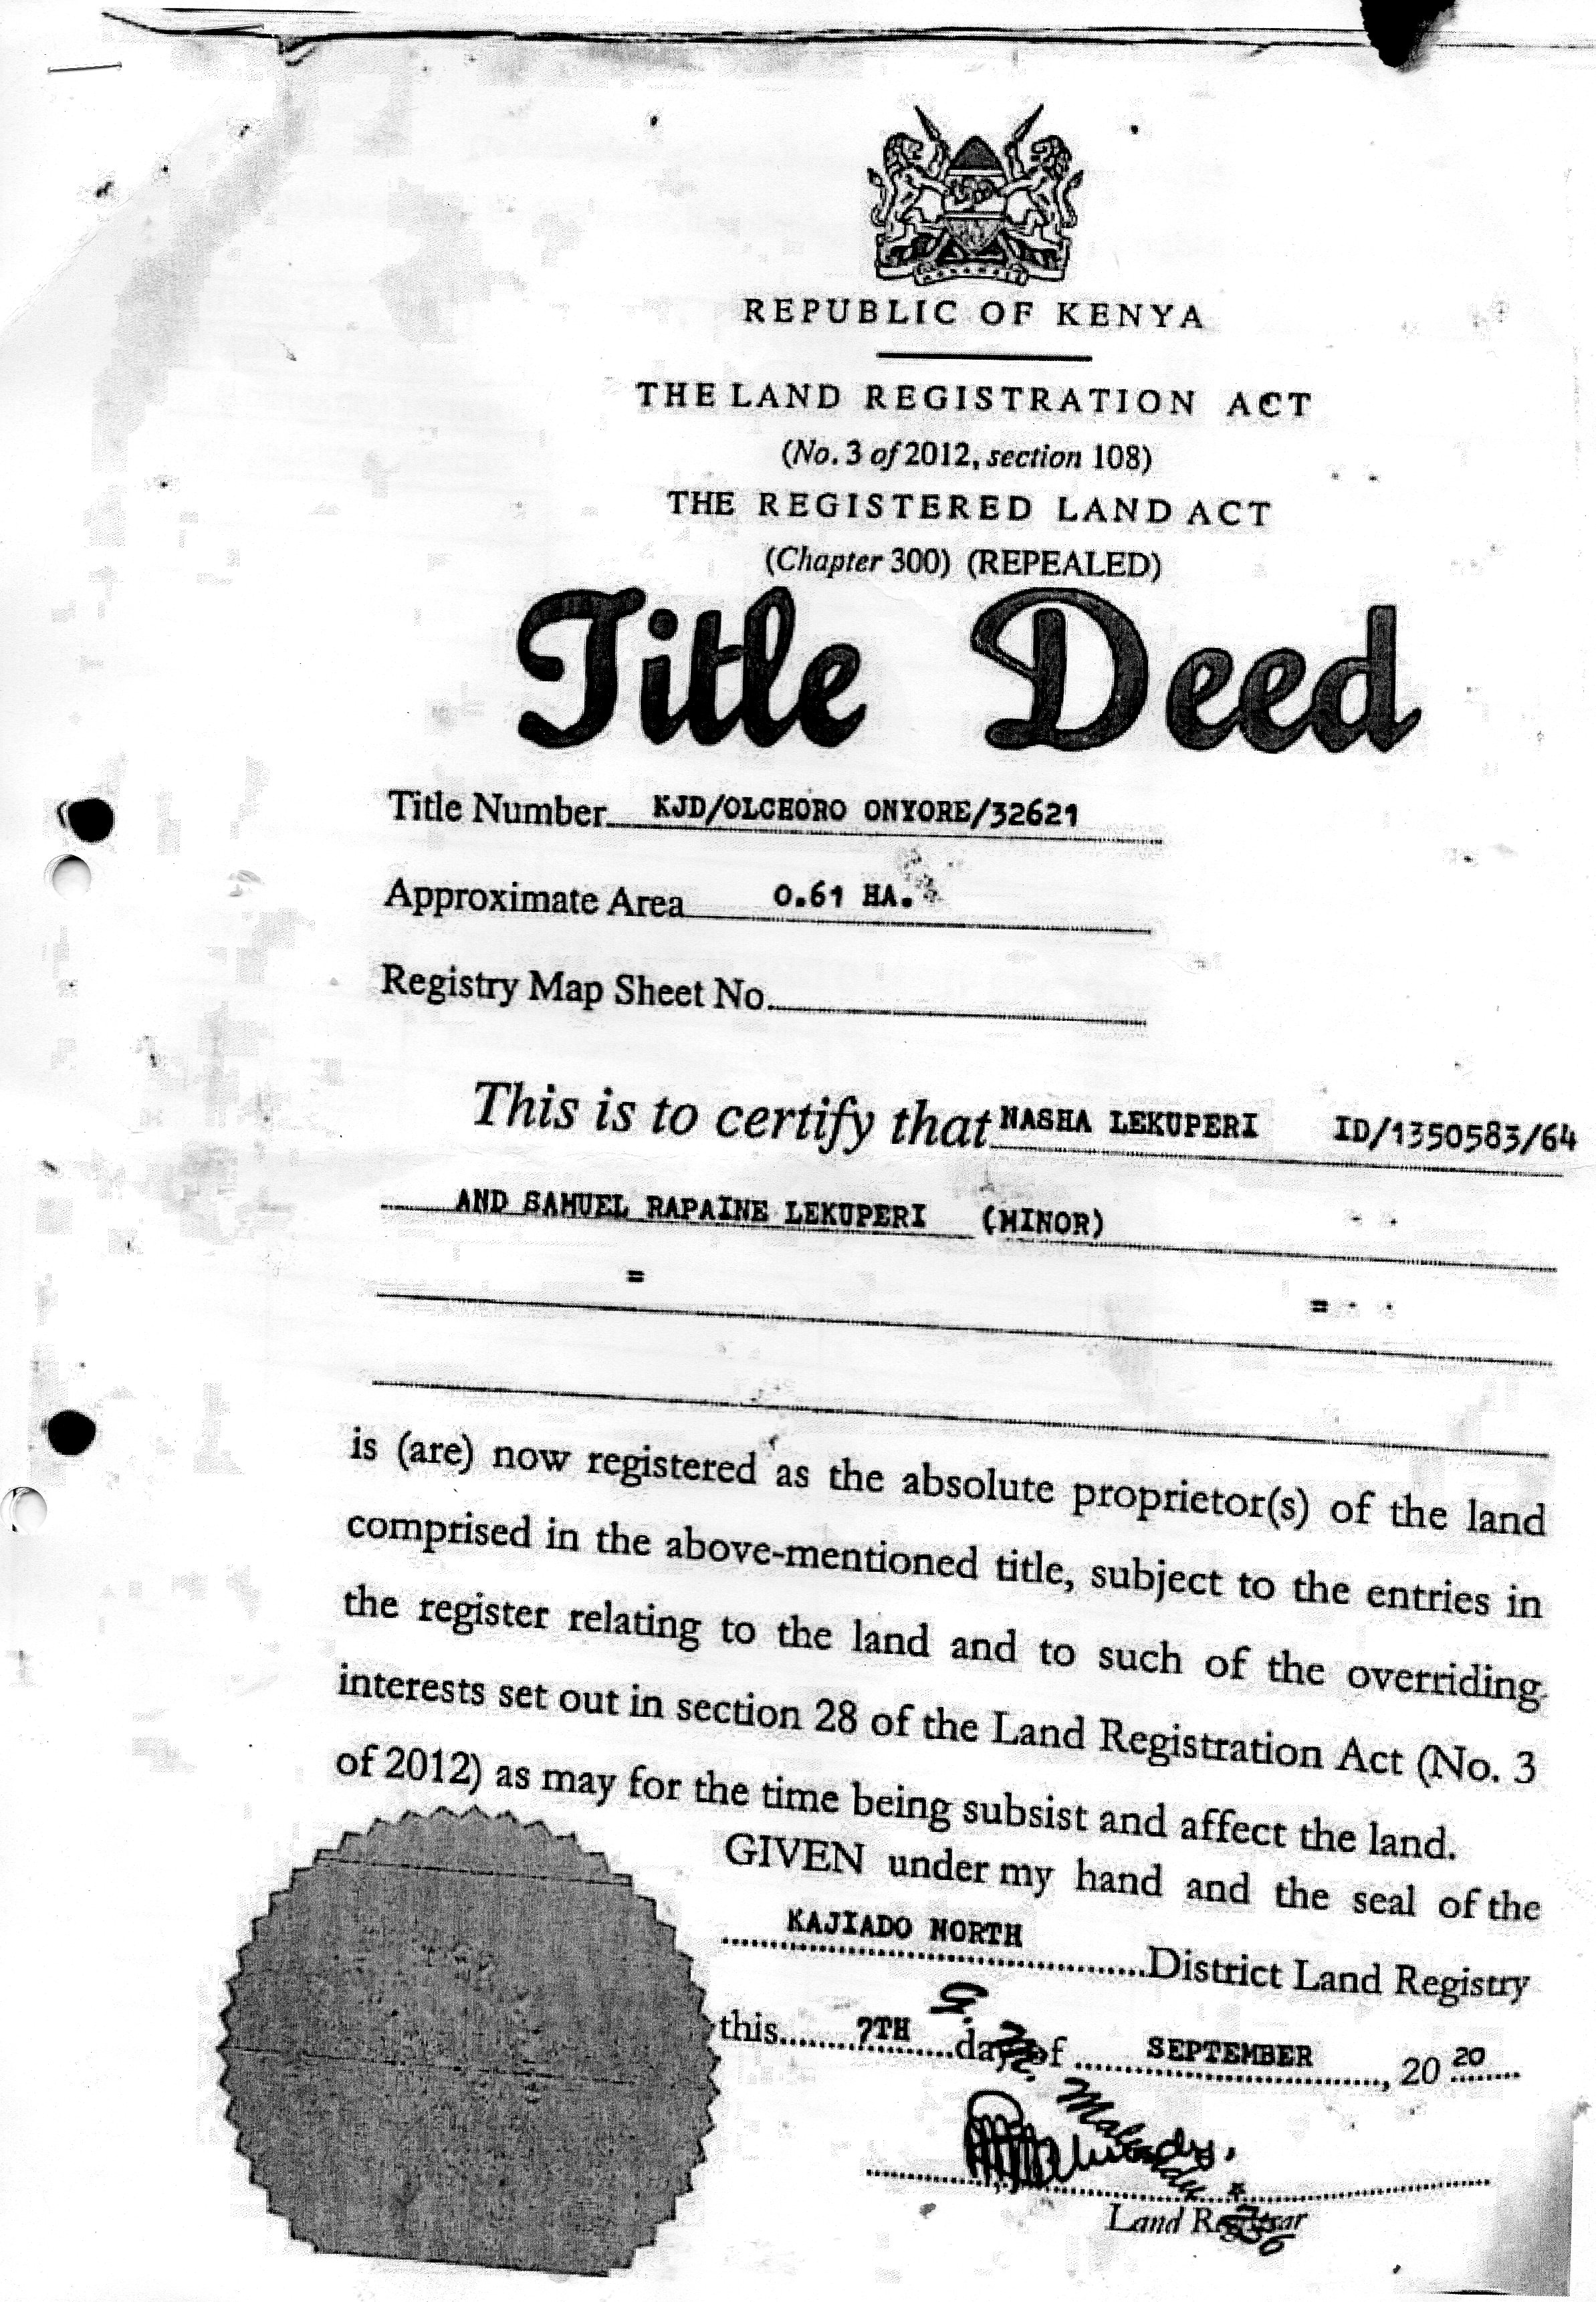 REPUBLIC OF KENYA
THE LAND REGISTRATION ACT
(No. 3 of 2012, section 108)
THE REGISTERED LAND ACT
(Chapter 300) (REPEALED)
Title Deed
Title Number KJD/OLCHORO ONYORE/32621
Approximate Area 0.61 HA.
Registry Map Sheet No.
This is to certify that NASHA LEKUPERI ID/1350583/64
AND SAMUEL RAPAINE LEKUPERI (MINOR)
= =
is (are) now registered as the absolute proprietor(s) of the land
comprised in the above-mentioned title, subject to the entries in
the register relating to the land and to such of the overriding
interests set out in section 28 of the Land Registration Act (No. 3
of 2012) as may for the time being subsist and affect the land.
GIVEN under my hand and the seal of the
KAJIADO NORTH District Land Registry
this 7TH day of SEPTEMBER, 20 20
Land Registrar